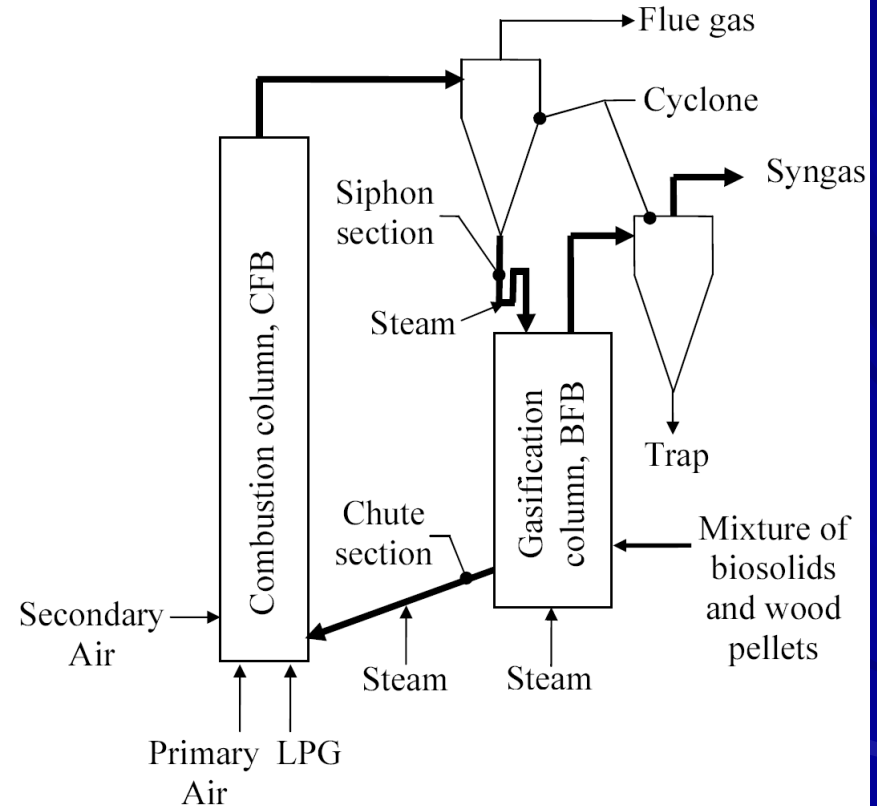 Flue gas
Cyclone
Syngas
Siphon
section
Steam
Combustion column, CFB
Gasification
column, BFB
Trap
Chute
section
Mixture of
biosolids
and wood
pellets
Secondary
Air
Steam
Steam
Primary
Air
LPG